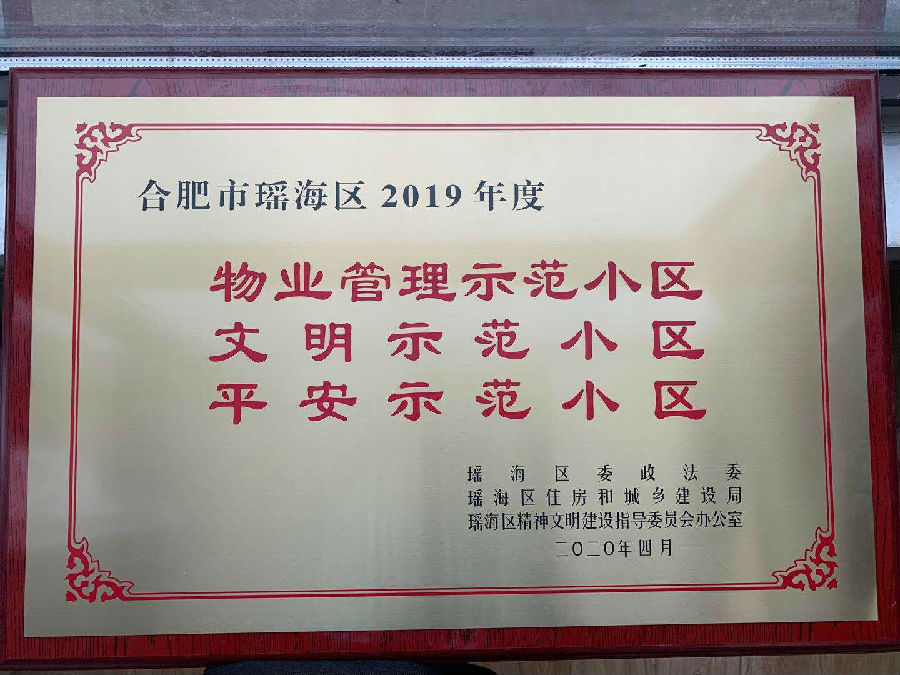 合肥市瑶海区 2019 年度
物业管理示范小区
文明示范小区
平安示范小区
瑶海区委政法委
瑶海区住房和城乡建设局
瑶海区精神文明建设指导委员会办公室
二〇二〇年四月